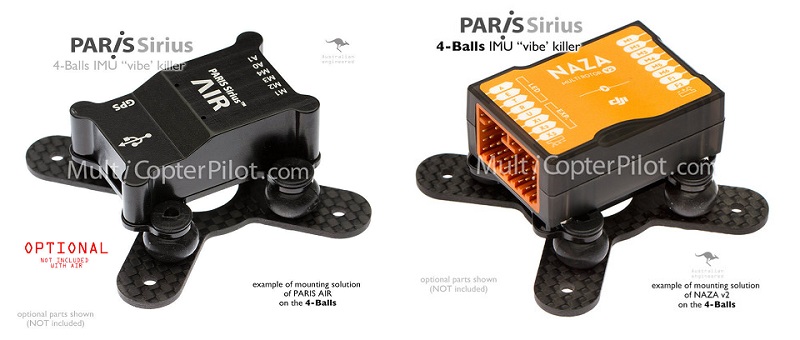 PARiS Sirius
4-Balls IMU "vibe' killer
Australian
engineered
PARiS Sirius™
AIR
A1
A0
M4
M3
M2
M1
GPS
MultiCopterPilot.com
OPTIONAL
NOT INCLUDED
WITH AIR
example of mounting solution
of PARIS AIR
on the 4-Balls
optional parts shown
(NOT included)
PARiS Sirius
4-Balls IMU "vibe' killer
NAZA
MULTI ROTOR V2
dji
LED
EXP
MultiCopterPilot.com
optional parts shown
(NOT included)
Australian
engineered
example of mounting solution
of NAZA v2
on the 4-Balls